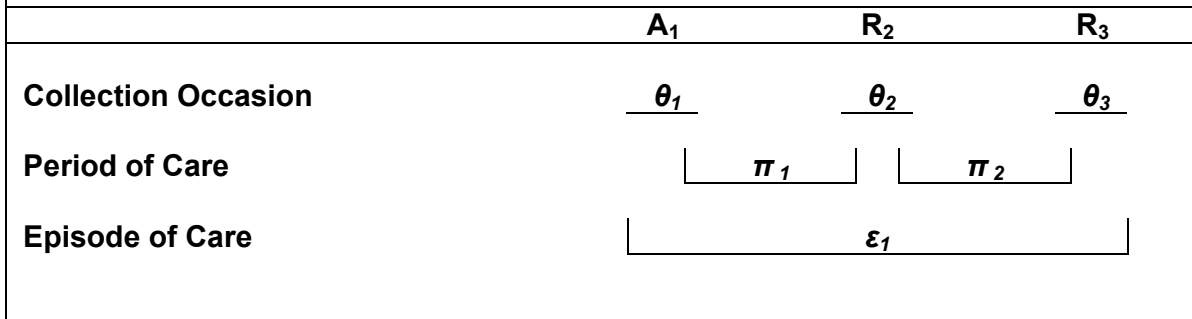 A₁ R₂ R₃
Collection Occasion θ₁ θ₂ θ₃
Period of Care π ₁ π ₂
Episode of Care ε₁